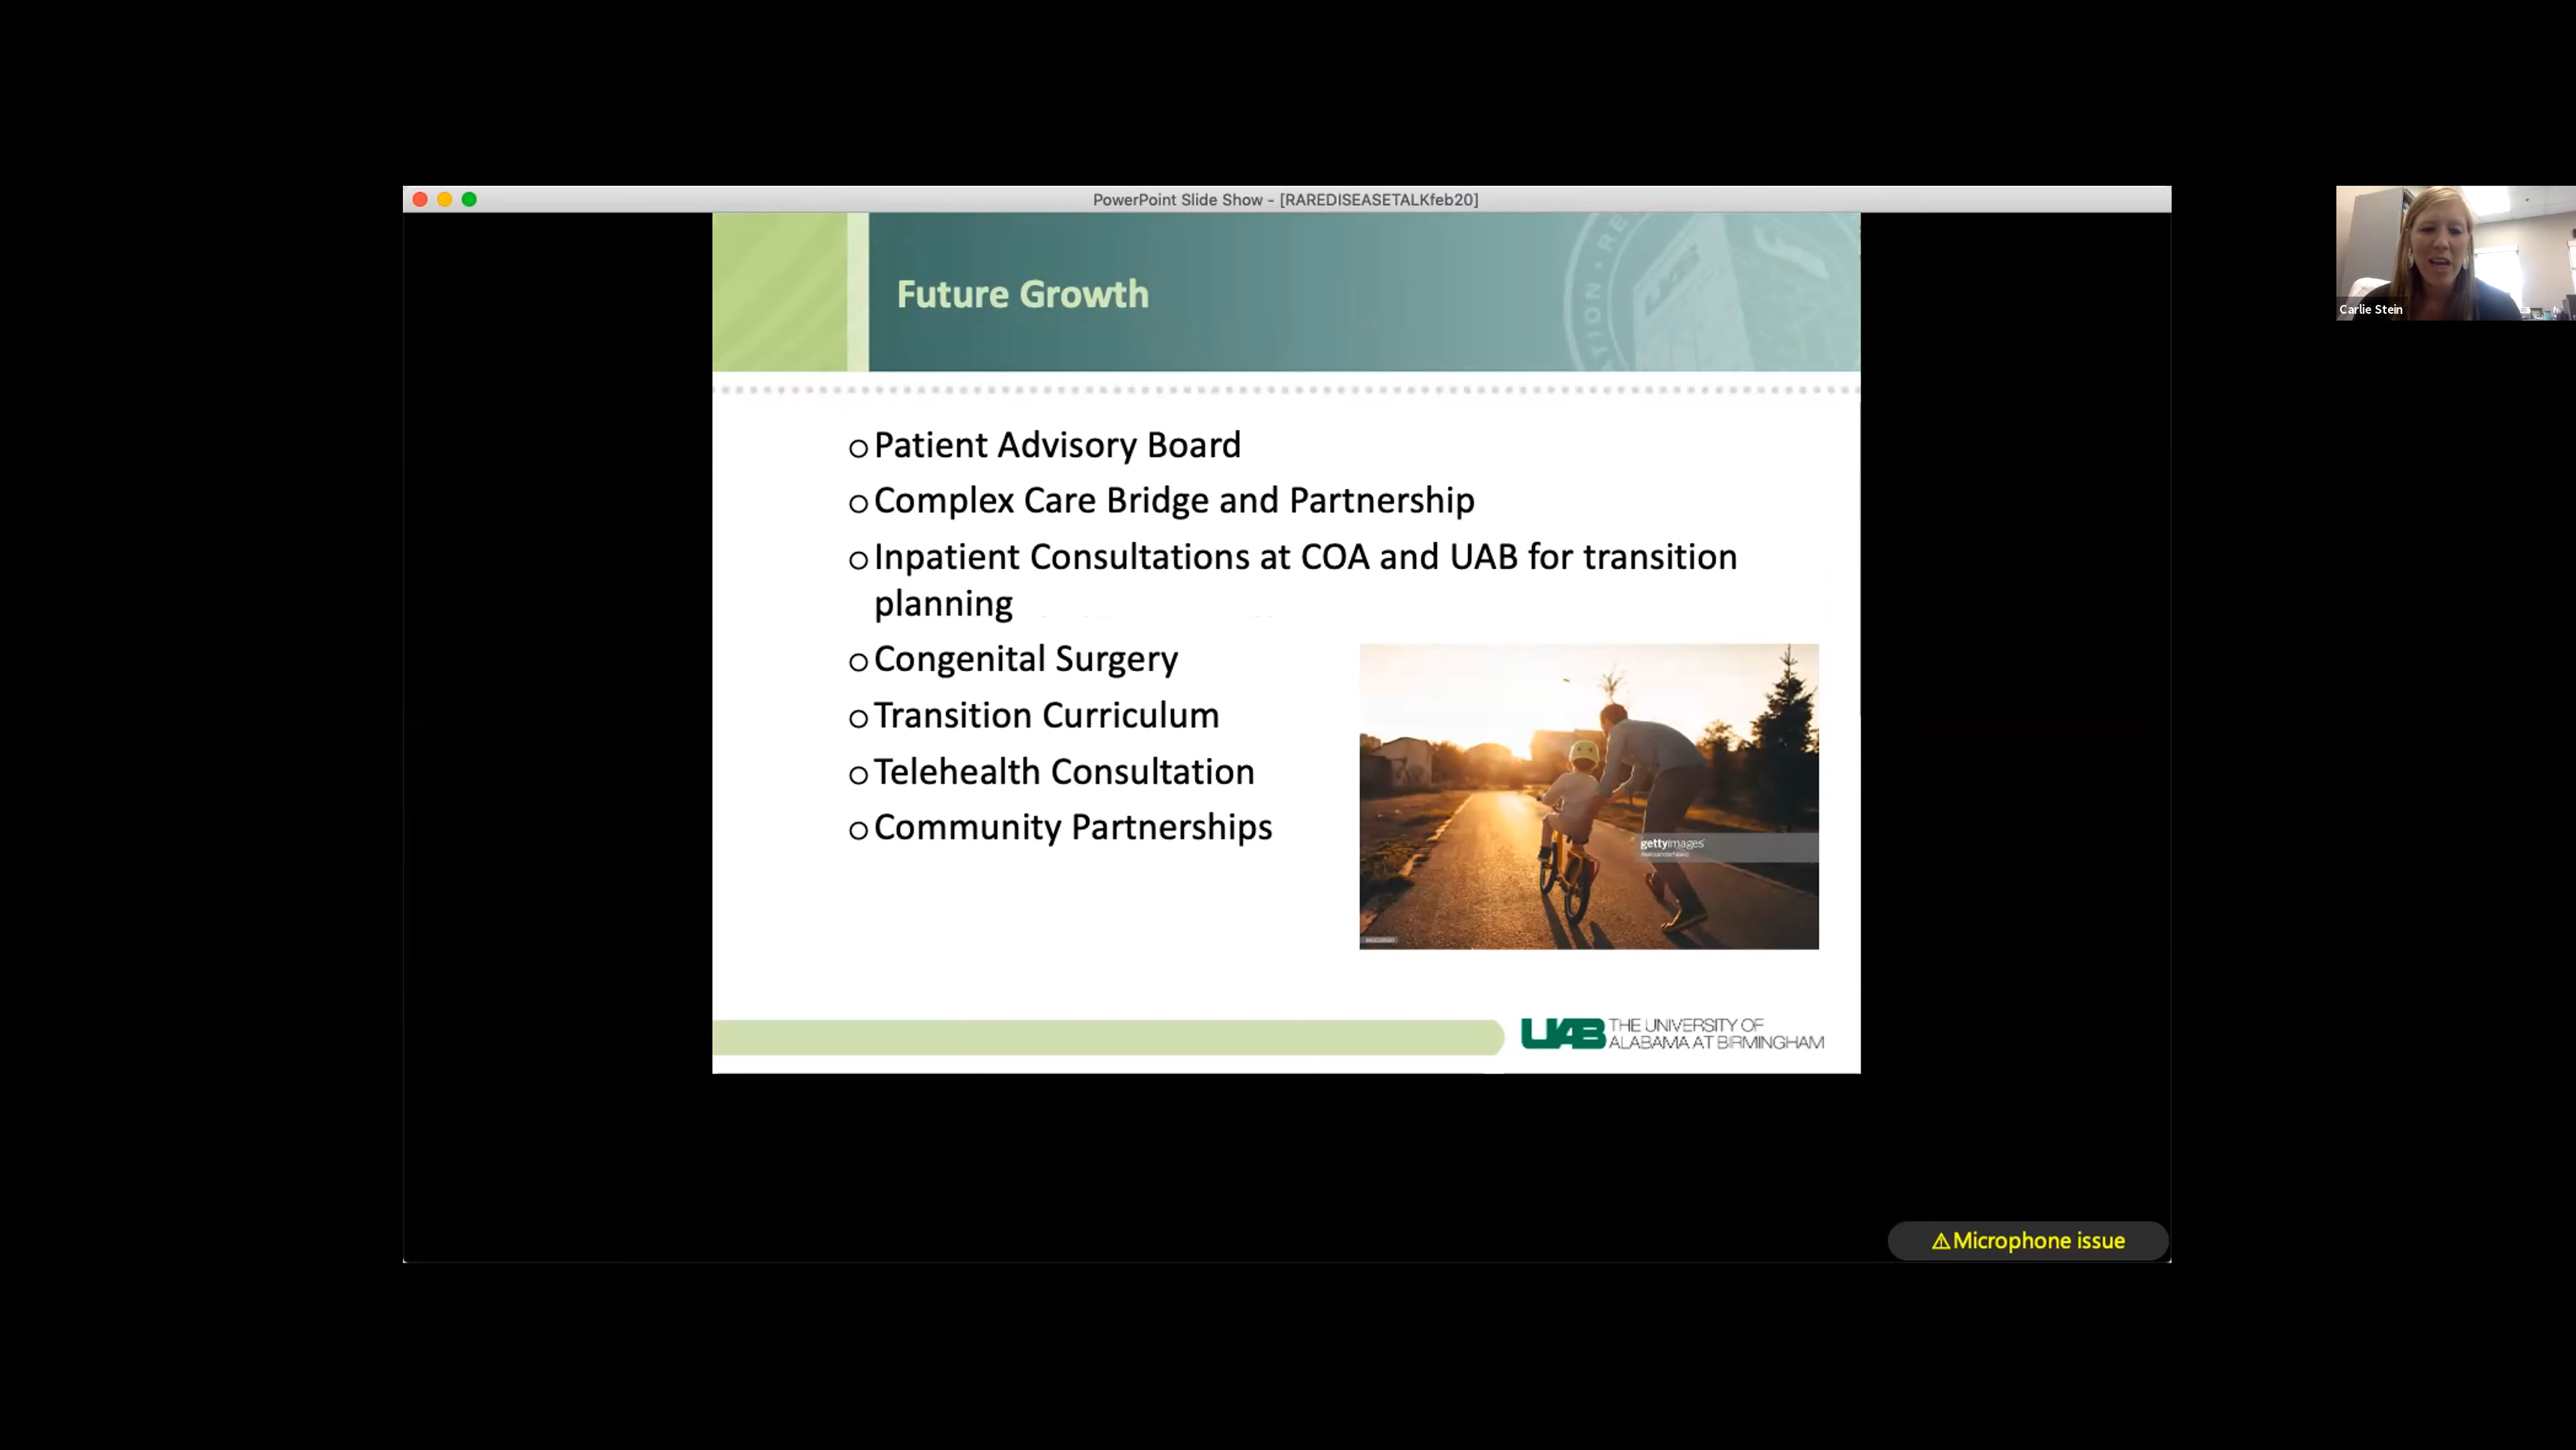 PowerPoint Slide Show - [RAREDISEASETALKfeb20]
Future Growth
Carlie Stein
○ Patient Advisory Board
○ Complex Care Bridge and Partnership
○ Inpatient Consultations at COA and UAB for transition
planning
○ Congenital Surgery
○ Transition Curriculum
○ Telehealth Consultation
○ Community Partnerships
gettyimages
UAB THE UNIVERSITY OF
ALABAMA AT BIRMINGHAM
⚠Microphone issue